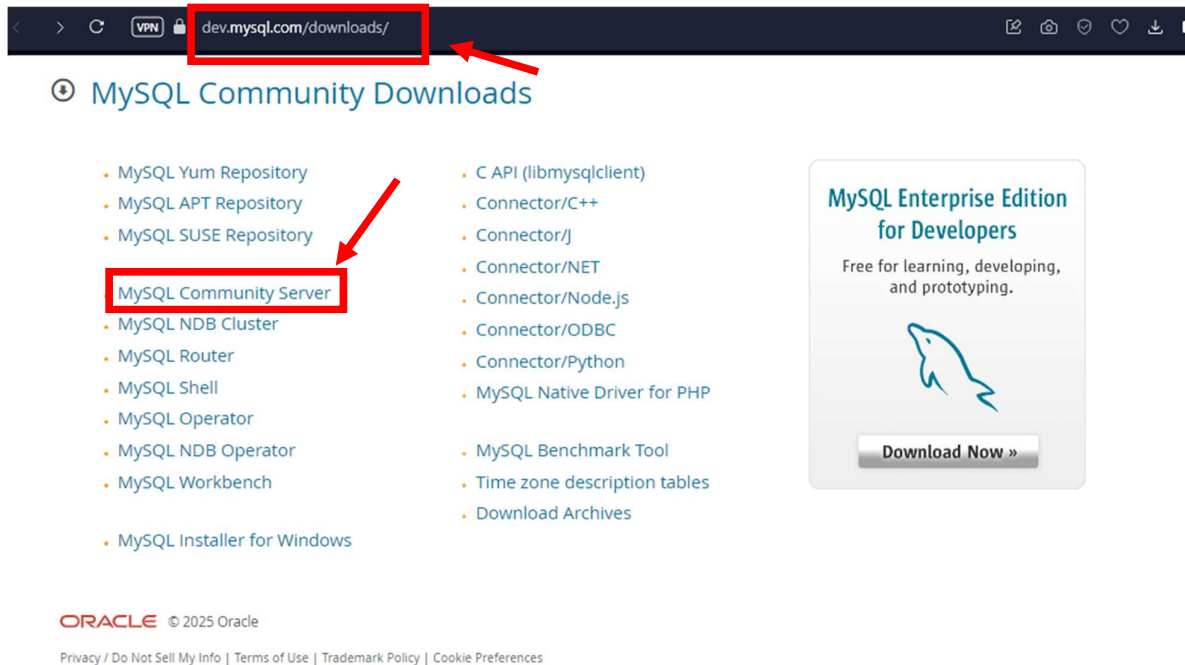 VPN dev.mysql.com/downloads/
MySQL Community Downloads
MySQL Yum Repository
MySQL APT Repository
MySQL SUSE Repository
MySQL Community Server
MySQL NDB Cluster
MySQL Router
MySQL Shell
MySQL Operator
MySQL NDB Operator
MySQL Workbench
MySQL Installer for Windows
C API (libmysqlclient)
Connector/C++
Connector/J
Connector/NET
Connector/Node.js
Connector/ODBC
Connector/Python
MySQL Native Driver for PHP
MySQL Benchmark Tool
Time zone description tables
Download Archives
MySQL Enterprise Edition
for Developers
Free for learning, developing,
and prototyping.
Download Now »
ORACLE © 2025 Oracle
Privacy / Do Not Sell My Info | Terms of Use | Trademark Policy | Cookie Preferences